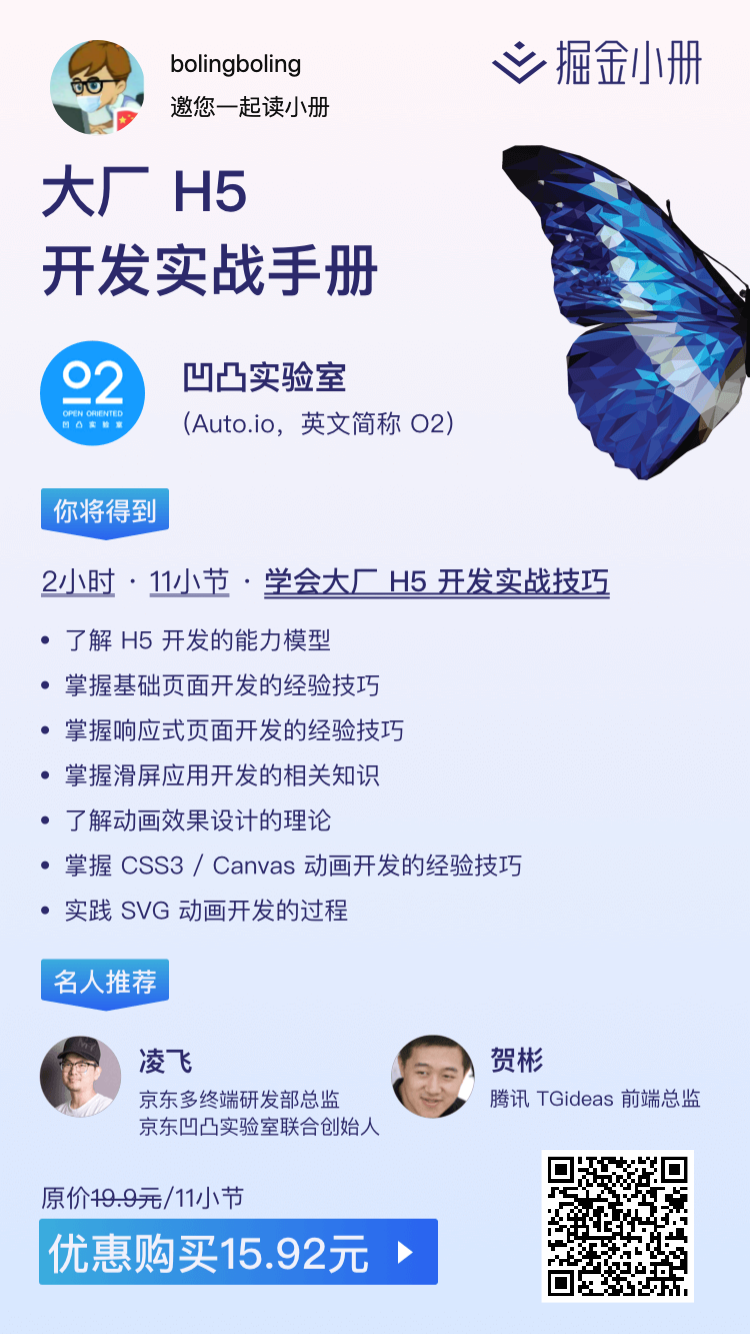 bolingboling
邀您一起读小册
掘金小册
大厂 H5
开发实战手册
O2
OPEN ORIENTED
凹凸实验室
凹凸实验室
(Auto.io，英文简称 O2)
你将得到
2小时 · 11小节 · 学会大厂 H5 开发实战技巧
• 了解 H5 开发的能力模型
• 掌握基础页面开发的经验技巧
• 掌握响应式页面开发的经验技巧
• 掌握滑屏应用开发的相关知识
• 了解动画效果设计的理论
• 掌握 CSS3 / Canvas 动画开发的经验技巧
• 实践 SVG 动画开发的过程
名人推荐
凌飞
京东多终端研发部总监
京东凹凸实验室联合创始人
贺彬
腾讯 TGideas 前端总监
原价19.9元/11小节
优惠购买15.92元